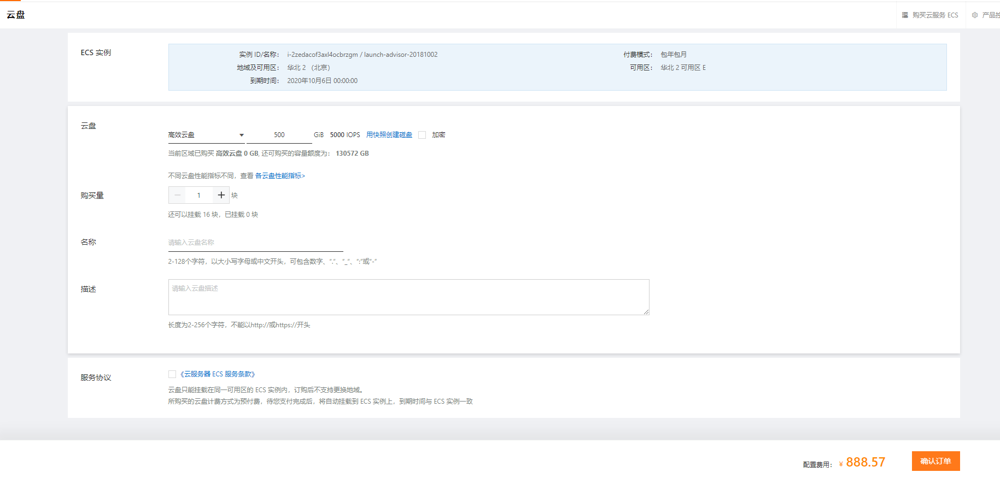 云盘
购买云服务 ECS
产品控
ECS 实例
实例 ID/名称： i-2zedacof3axl4ocbrzgm / launch-advisor-20181002
付费模式： 包年包月
地域及可用区： 华北 2 （北京）
可用区： 华北 2 可用区 E
到期时间： 2020年10月6日 00:00:00
云盘
高效云盘 500 GiB 5000 IOPS 用快照创建磁盘 加密
当前区域已购买 高效云盘 0 GB, 还可购买的容量额度为： 130572 GB
不同云盘性能指标不同，查看 各云盘性能指标>
购买量
1 块
还可以挂载 16 块，已挂载 0 块
名称
请输入云盘名称
2-128个字符，以大小写字母或中文开头，可包含数字、“.“、“_“、“:“或“-“
描述
请输入云盘描述
长度为2-256个字符，不能以http://或https://开头
服务协议
《云服务器 ECS 服务条款》
云盘只能挂载在同一可用区的 ECS 实例内，订购后不支持更换地域。
所购买的云盘计费方式为预付费，待您支付完成后，将自动挂载到 ECS 实例上，到期时间与 ECS 实例一致
配置费用： ¥ 888.57
确认订单